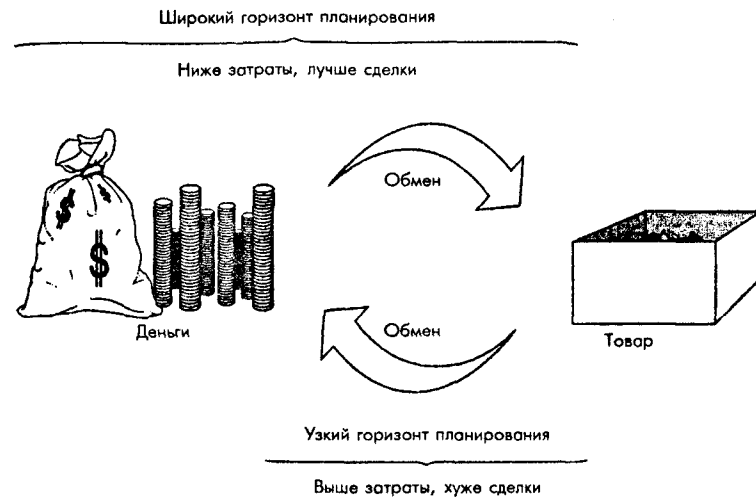 Широкий горизонт планирования
Ниже затраты, лучше сделки
Обмен
$
$
$
Деньги
Обмен
Товар
Узкий горизонт планирования
Выше затраты, хуже сделки